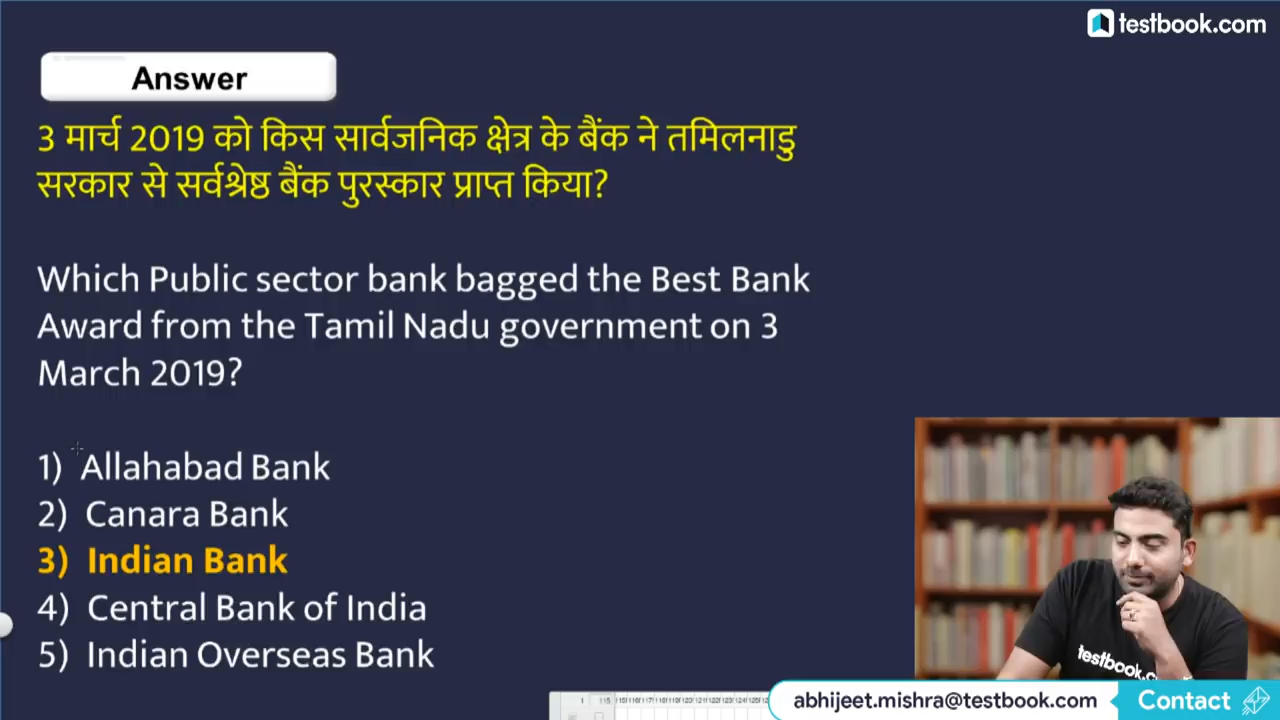 testbook.com
Answer
3 मार्च 2019 को किस सार्वजनिक क्षेत्र के बैंक ने तमिलनाडु
सरकार से सर्वश्रेष्ठ बैंक पुरस्कार प्राप्त किया?
Which Public sector bank bagged the Best Bank
Award from the Tamil Nadu government on 3
March 2019?
1) Allahabad Bank
2) Canara Bank
3) Indian Bank
4) Central Bank of India
5) Indian Overseas Bank
testbook.c
abhijeet.mishra@testbook.com Contact